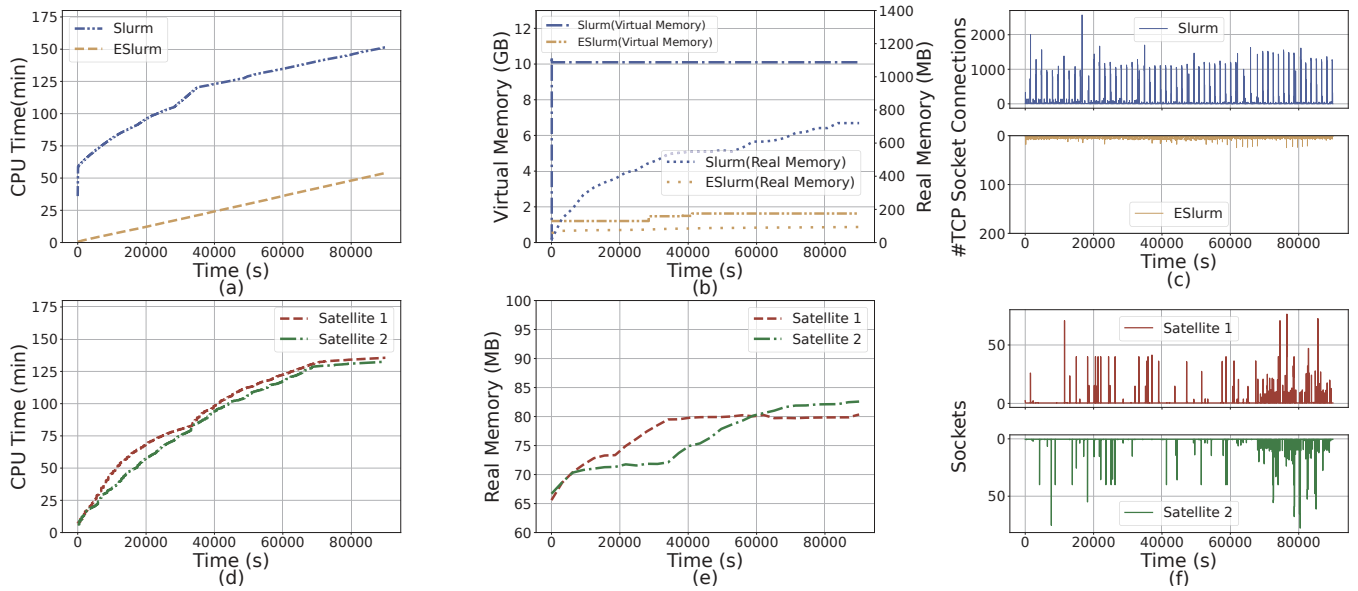 175
150
125
100
75
50
25
0
CPU Time(min)
Slurm
ESlurm
0 20000 40000 60000 80000
Time (s)
(a)
12
10
8
6
4
2
0
Virtual Memory (GB)
Slurm(Virtual Memory)
ESlurm(Virtual Memory)
Slurm(Real Memory)
ESlurm(Real Memory)
1400
1200
1000
800
600
400
200
0
Real Memory (MB)
0 20000 40000 60000 80000
Time (s)
(b)
2000
1000
0
Slurm
0
100
200
ESlurm
#TCP Socket Connections
0 20000 40000 60000 80000
Time (s)
(c)
175
150
125
100
75
50
25
0
CPU Time (min)
Satellite 1
Satellite 2
0 20000 40000 60000 80000
Time (s)
(d)
100
95
90
85
80
75
70
65
60
Real Memory (MB)
Satellite 1
Satellite 2
0 20000 40000 60000 80000
Time (s)
(e)
50
0
Satellite 1
0
50
Satellite 2
Sockets
0 20000 40000 60000 80000
Time (s)
(f)